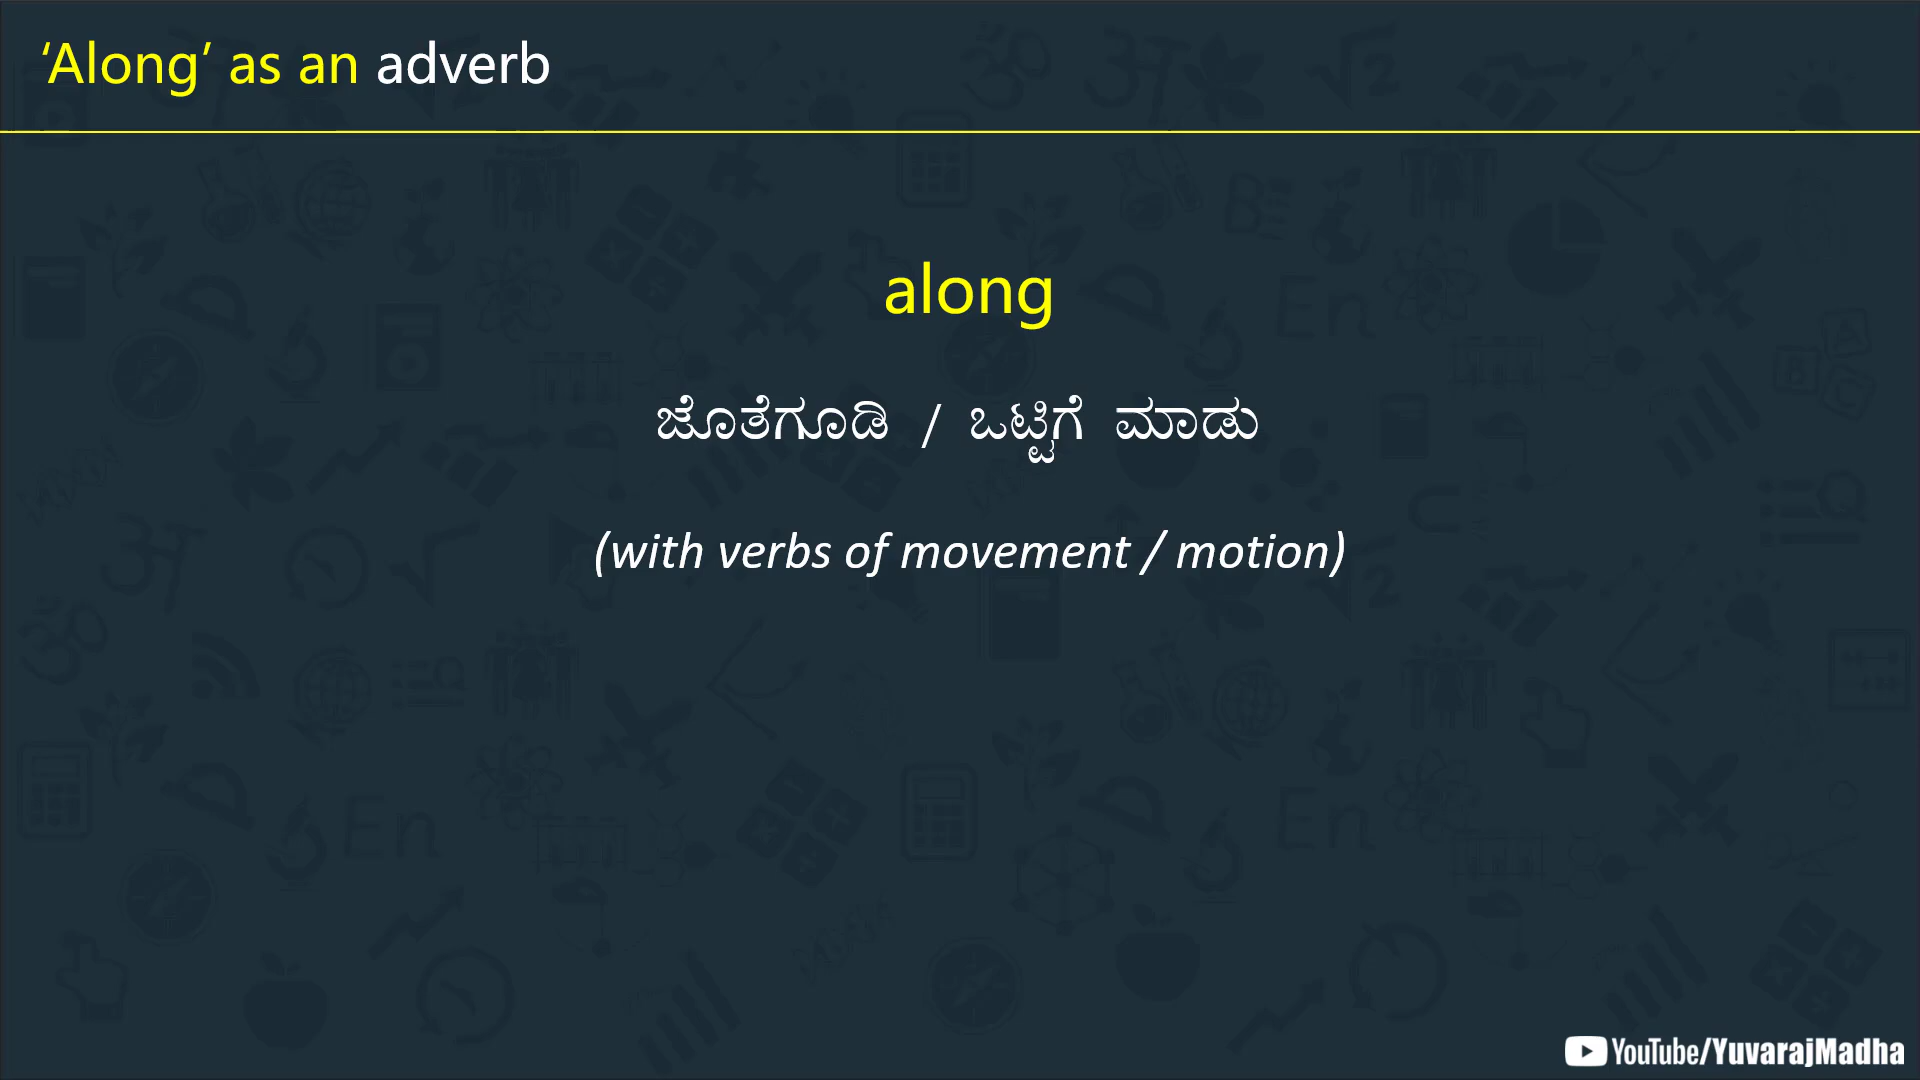 ‘Along’ as an adverb
along
ಜೊತೆಗೂಡಿ / ಒಟ್ಟಿಗೆ ಮಾಡು
(with verbs of movement / motion)
YouTube/YuvarajMadha